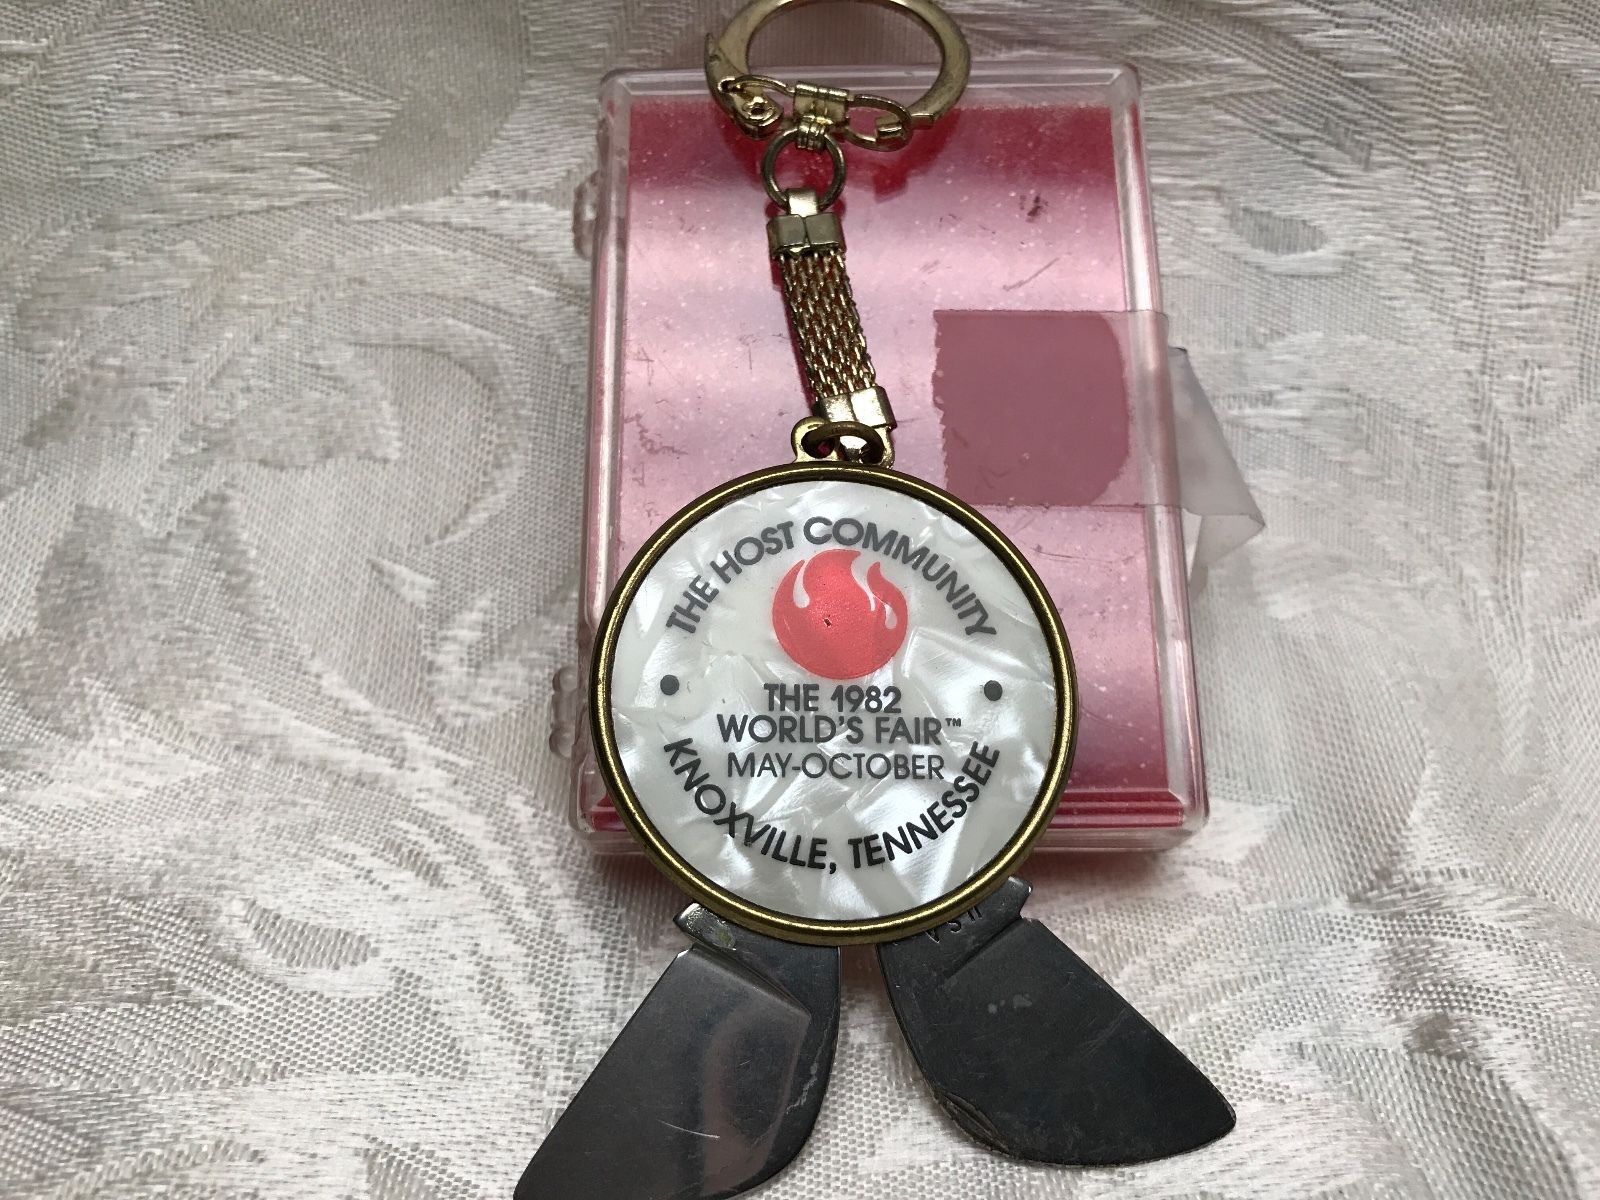 THE HOST COMMUNITY
THE 1982
WORLD'S FAIR™
MAY-OCTOBER
KNOXVILLE, TENNESSEE
U.S.A.